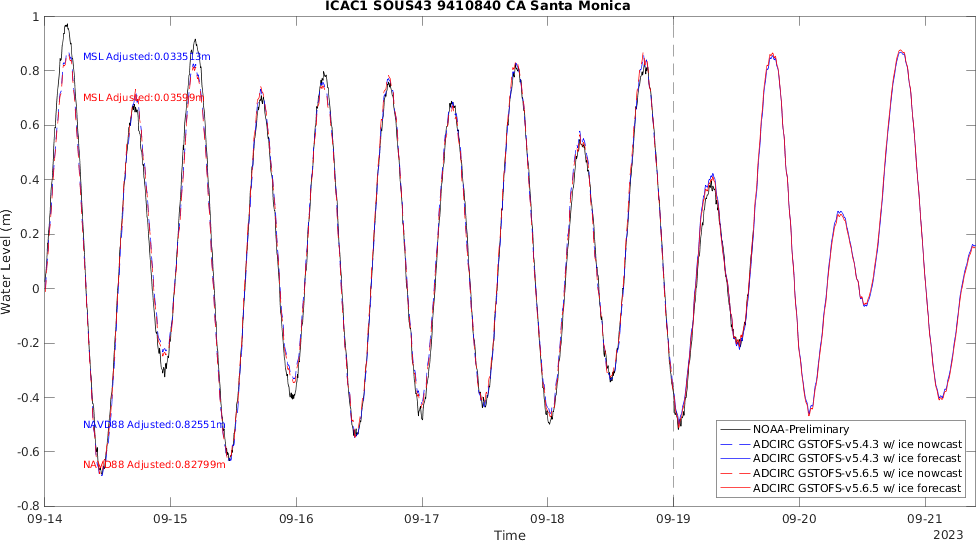 ICAC1 SOUS43 9410840 CA Santa Monica
1
0.8
0.6
0.4
0.2
0
-0.2
-0.4
-0.6
-0.8
Water Level (m)
MSL Adjusted:0.033513m
MSL Adjusted:0.03599m
NAVD88 Adjusted:0.82551m
NAVD88 Adjusted:0.82799m
NOAA-Preliminary
ADCIRC GSTOFS-v5.4.3 w/ ice nowcast
ADCIRC GSTOFS-v5.4.3 w/ ice forecast
ADCIRC GSTOFS-v5.6.5 w/ ice nowcast
ADCIRC GSTOFS-v5.6.5 w/ ice forecast
09-14 09-15 09-16 09-17 09-18 09-19 09-20 09-21
Time
2023